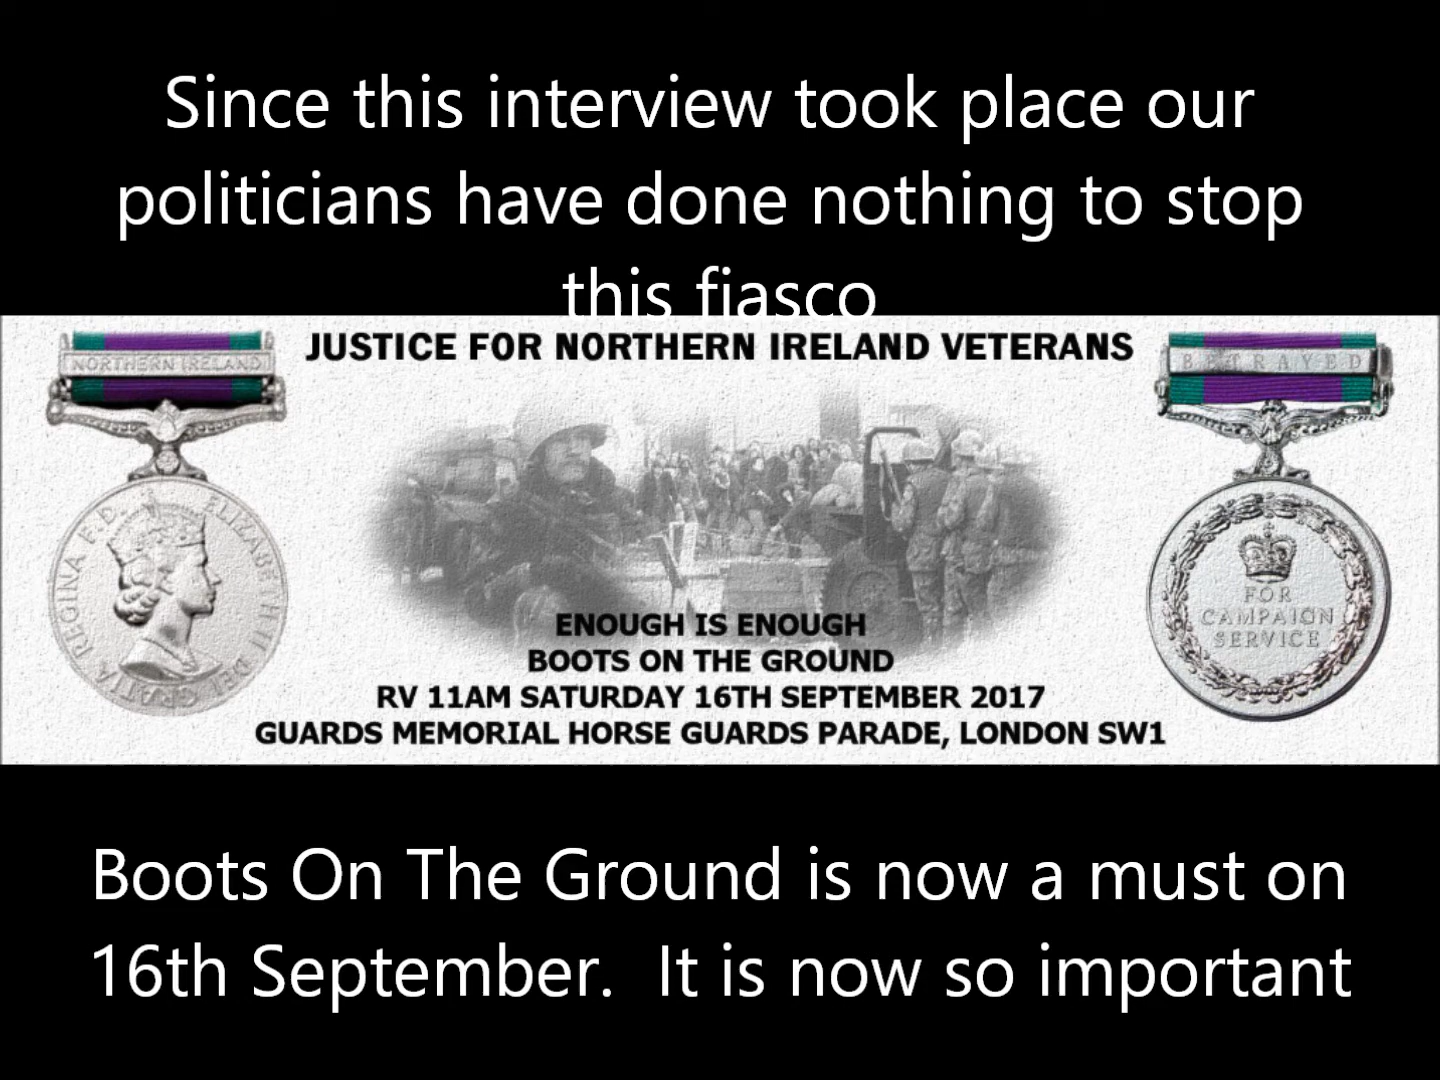 Since this interview took place our
politicians have done nothing to stop
this fiasco
JUSTICE FOR NORTHERN IRELAND VETERANS
NORTHERN IRELAND
BETRAYED
REGINA F.D. ELIZABETH II DEI GRATIA
FOR
CAMPAIGN
SERVICE
ENOUGH IS ENOUGH
BOOTS ON THE GROUND
RV 11AM SATURDAY 16TH SEPTEMBER 2017
GUARDS MEMORIAL HORSE GUARDS PARADE, LONDON SW1
Boots On The Ground is now a must on
16th September.  It is now so important